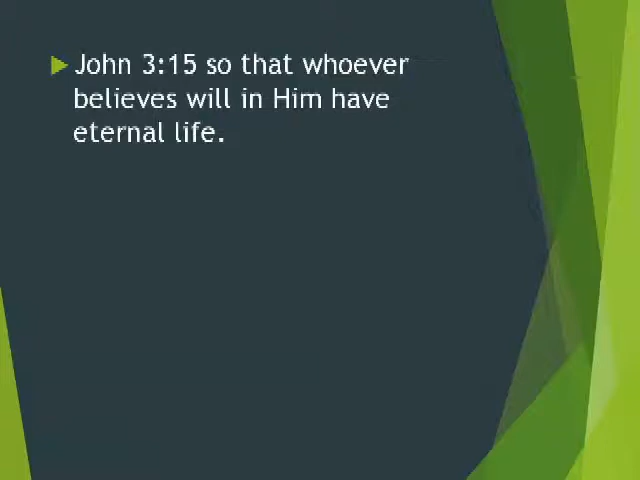 John 3:15 so that whoever
believes will in Him have
eternal life.